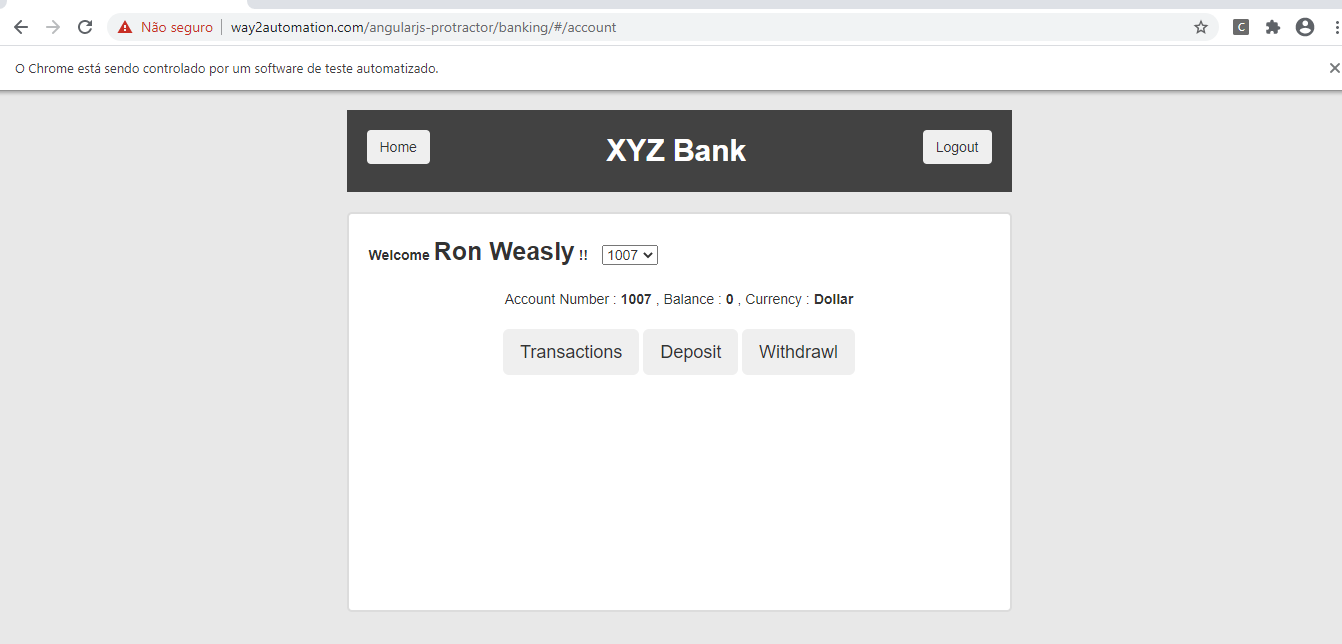 Não seguro | way2automation.com/angularjs-protractor/banking/#/account
C
O Chrome está sendo controlado por um software de teste automatizado.
Home XYZ Bank Logout
Welcome Ron Weasly !! 1007
Account Number : 1007 , Balance : 0 , Currency : Dollar
Transactions Deposit Withdrawl